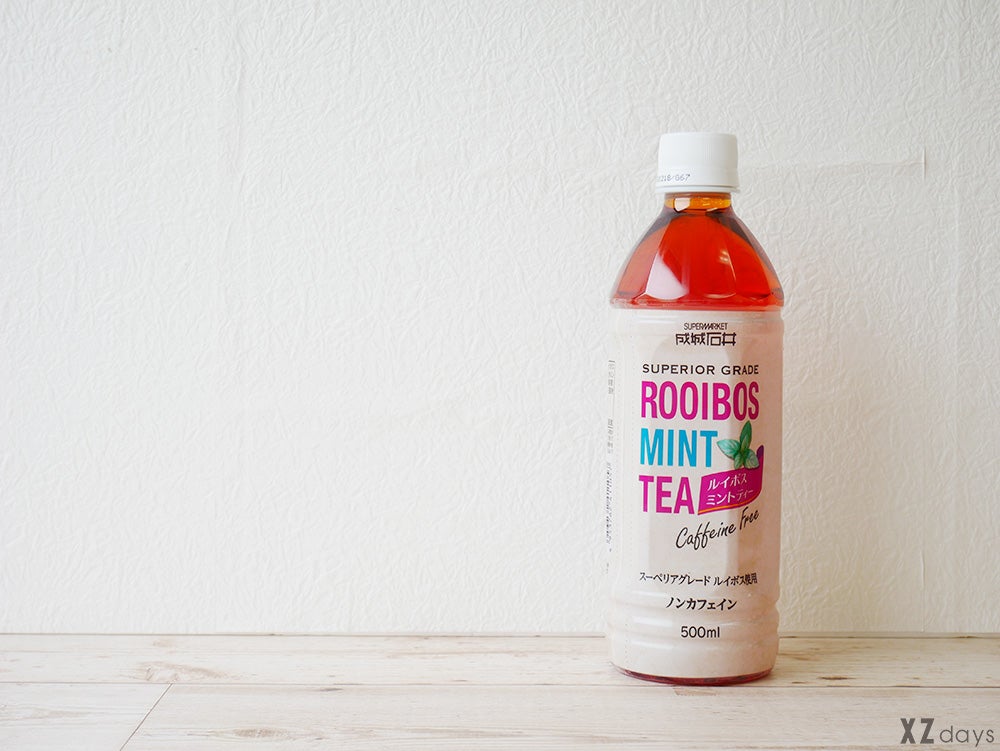 SUPERMARKET
成城石井
SUPERIOR GRADE
ROOIBOS
MINT
TEA
ルイボス
ミントティー
Caffeine Free
スーペリアグレード ルイボス使用
ノンカフェイン
500ml
XZ days